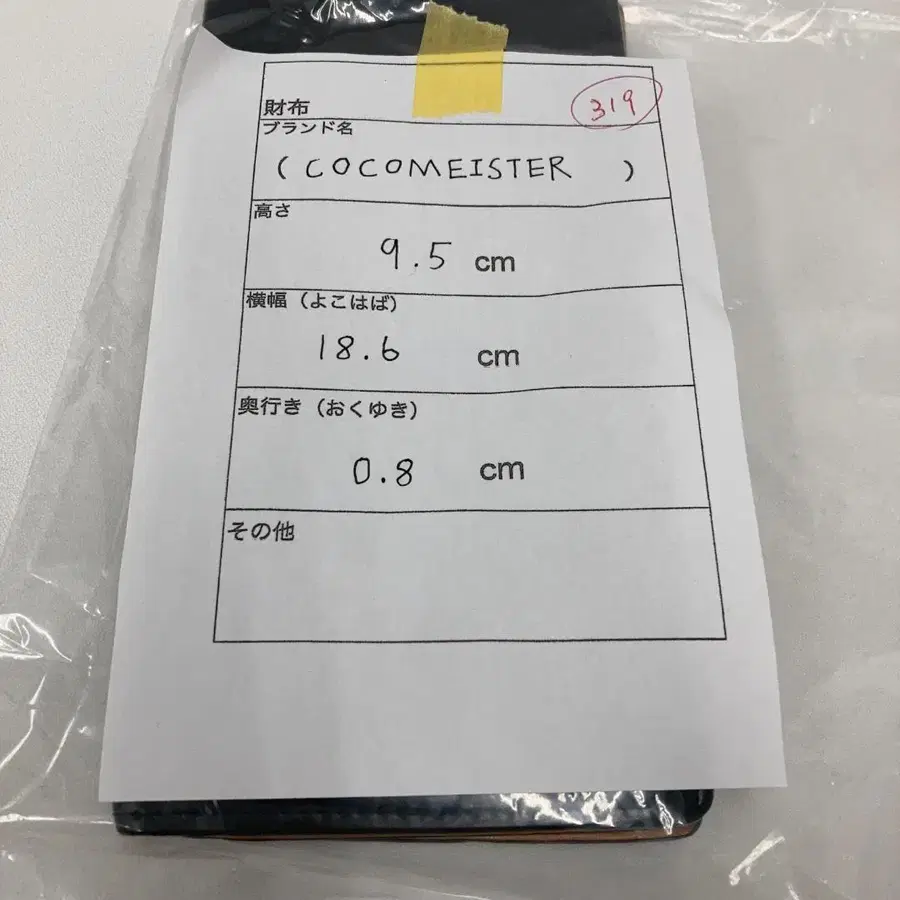 財布
319
ブランド名
( COCOMEISTER )
高さ
9.5 cm
横幅（よこはば）
18.6 cm
奥行き（おくゆき）
0.8 cm
その他